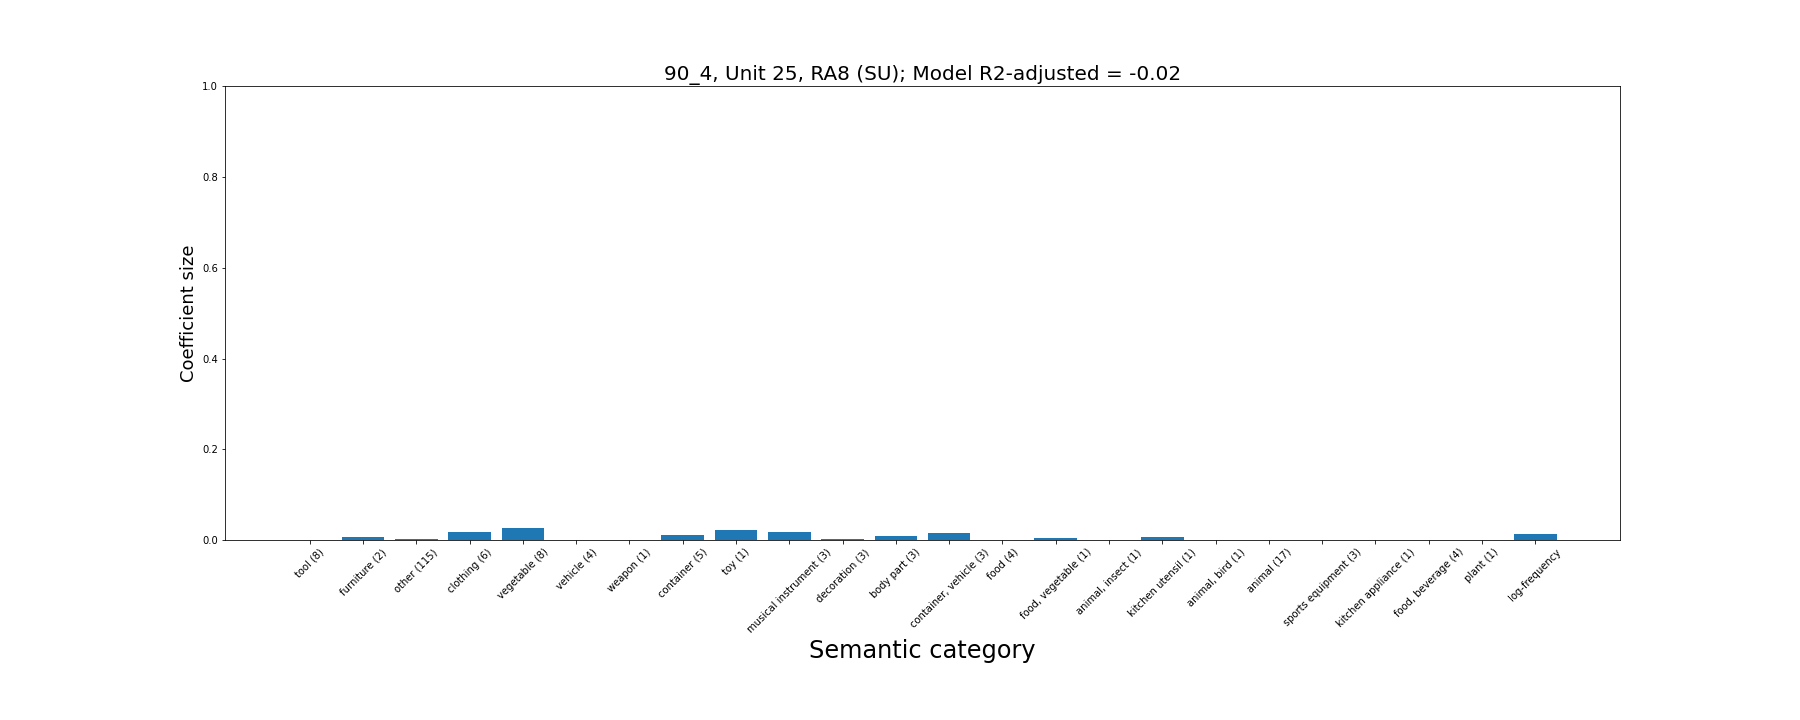 90_4, Unit 25, RA8 (SU); Model R2-adjusted = -0.02
Coefficient size
1.0
0.8
0.6
0.4
0.2
0.0
tool (8)
furniture (2)
other (115)
clothing (6)
vegetable (8)
vehicle (4)
weapon (1)
container (5)
toy (1)
musical instrument (3)
decoration (3)
body part (3)
container, vehicle (3)
food (4)
food, vegetable (1)
animal, insect (1)
kitchen utensil (1)
animal, bird (1)
animal (17)
sports equipment (3)
kitchen appliance (1)
food, beverage (4)
plant (1)
log-frequency
Semantic category